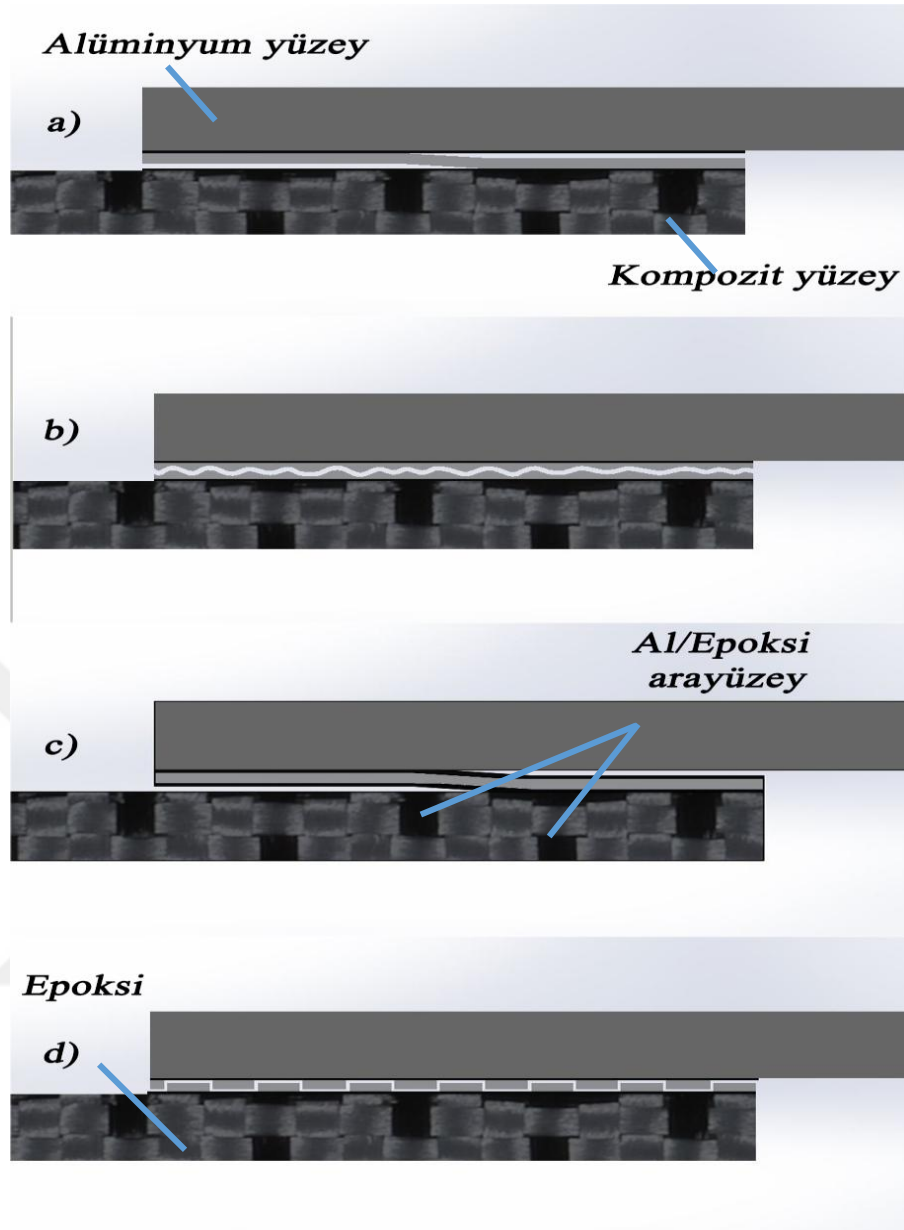 Alüminyum yüzey
a)
Kompozit yüzey
b)
Al/Epoksi
arayüzey
c)
Epoksi
d)